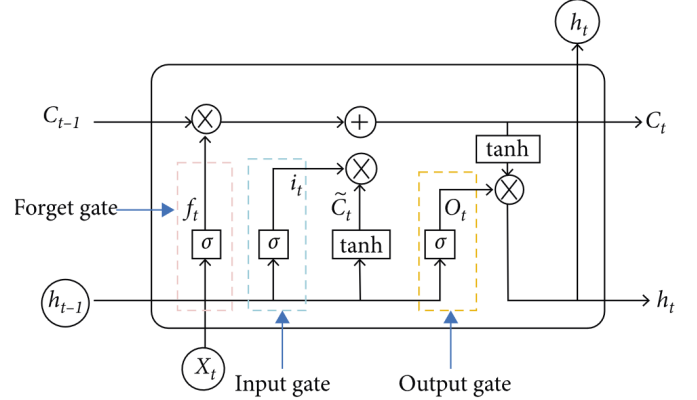 h_t
C_{t-1}
×
+
C_t
tanh
i_t
×
×
Forget gate
f_t
C̃_t
O_t
σ
σ
tanh
σ
h_{t-1}
h_t
X_t
Input gate
Output gate